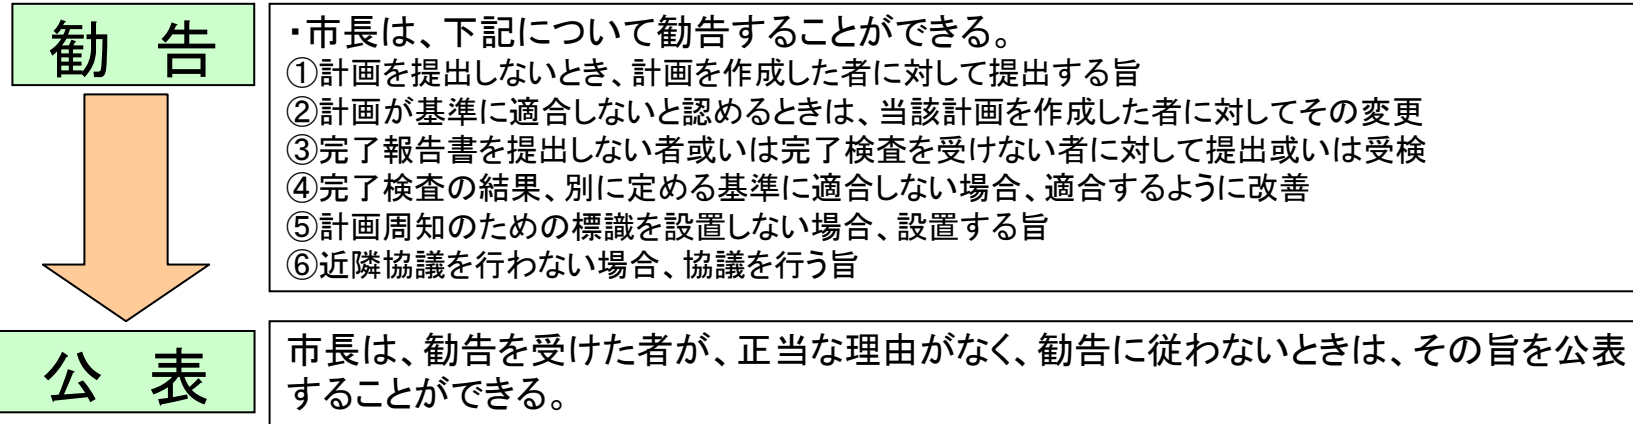 勧　告
・市長は、下記について勧告することができる。
①計画を提出しないとき、計画を作成した者に対して提出する旨
②計画が基準に適合しないと認めるときは、当該計画を作成した者に対してその変更
③完了報告書を提出しない者或いは完了検査を受けない者に対して提出或いは受検
④完了検査の結果、別に定める基準に適合しない場合、適合するように改善
⑤計画周知のための標識を設置しない場合、設置する旨
⑥近隣協議を行わない場合、協議を行う旨
公　表
市長は、勧告を受けた者が、正当な理由がなく、勧告に従わないときは、その旨を公表
することができる。